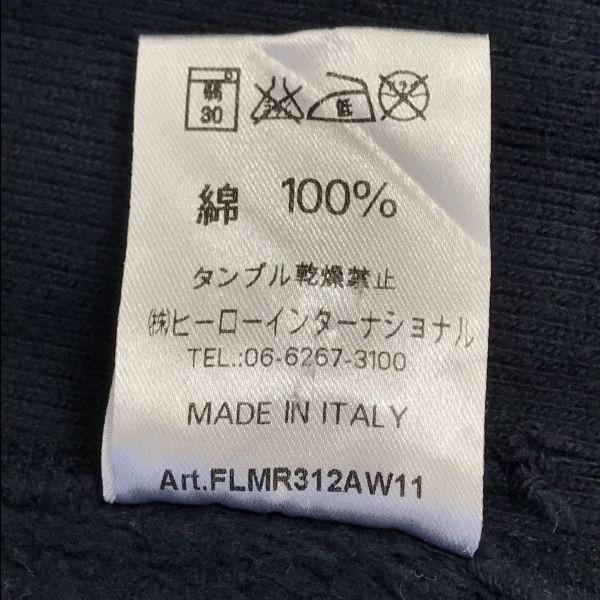 弱 30 低
綿 100%
タンブル乾燥禁止
㈱ヒーローインターナショナル
TEL.:06-6267-3100
MADE IN ITALY
Art.FLMR312AW11